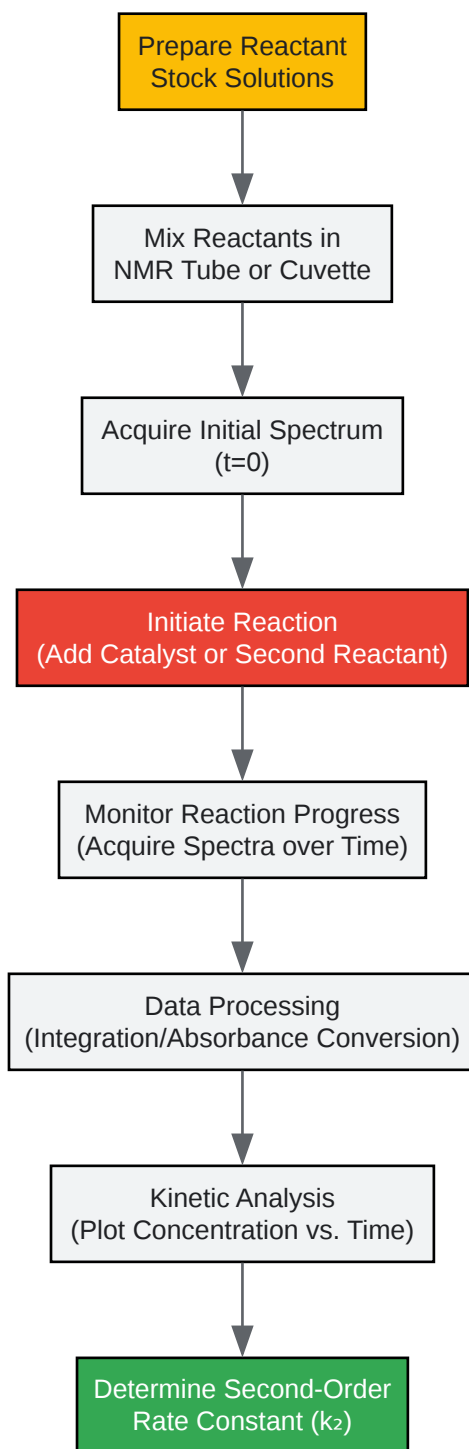 Prepare Reactant
Stock Solutions
Mix Reactants in
NMR Tube or Cuvette
Acquire Initial Spectrum
(t=0)
Initiate Reaction
(Add Catalyst or Second Reactant)
Monitor Reaction Progress
(Acquire Spectra over Time)
Data Processing
(Integration/Absorbance Conversion)
Kinetic Analysis
(Plot Concentration vs. Time)
Determine Second-Order
Rate Constant (k₂)